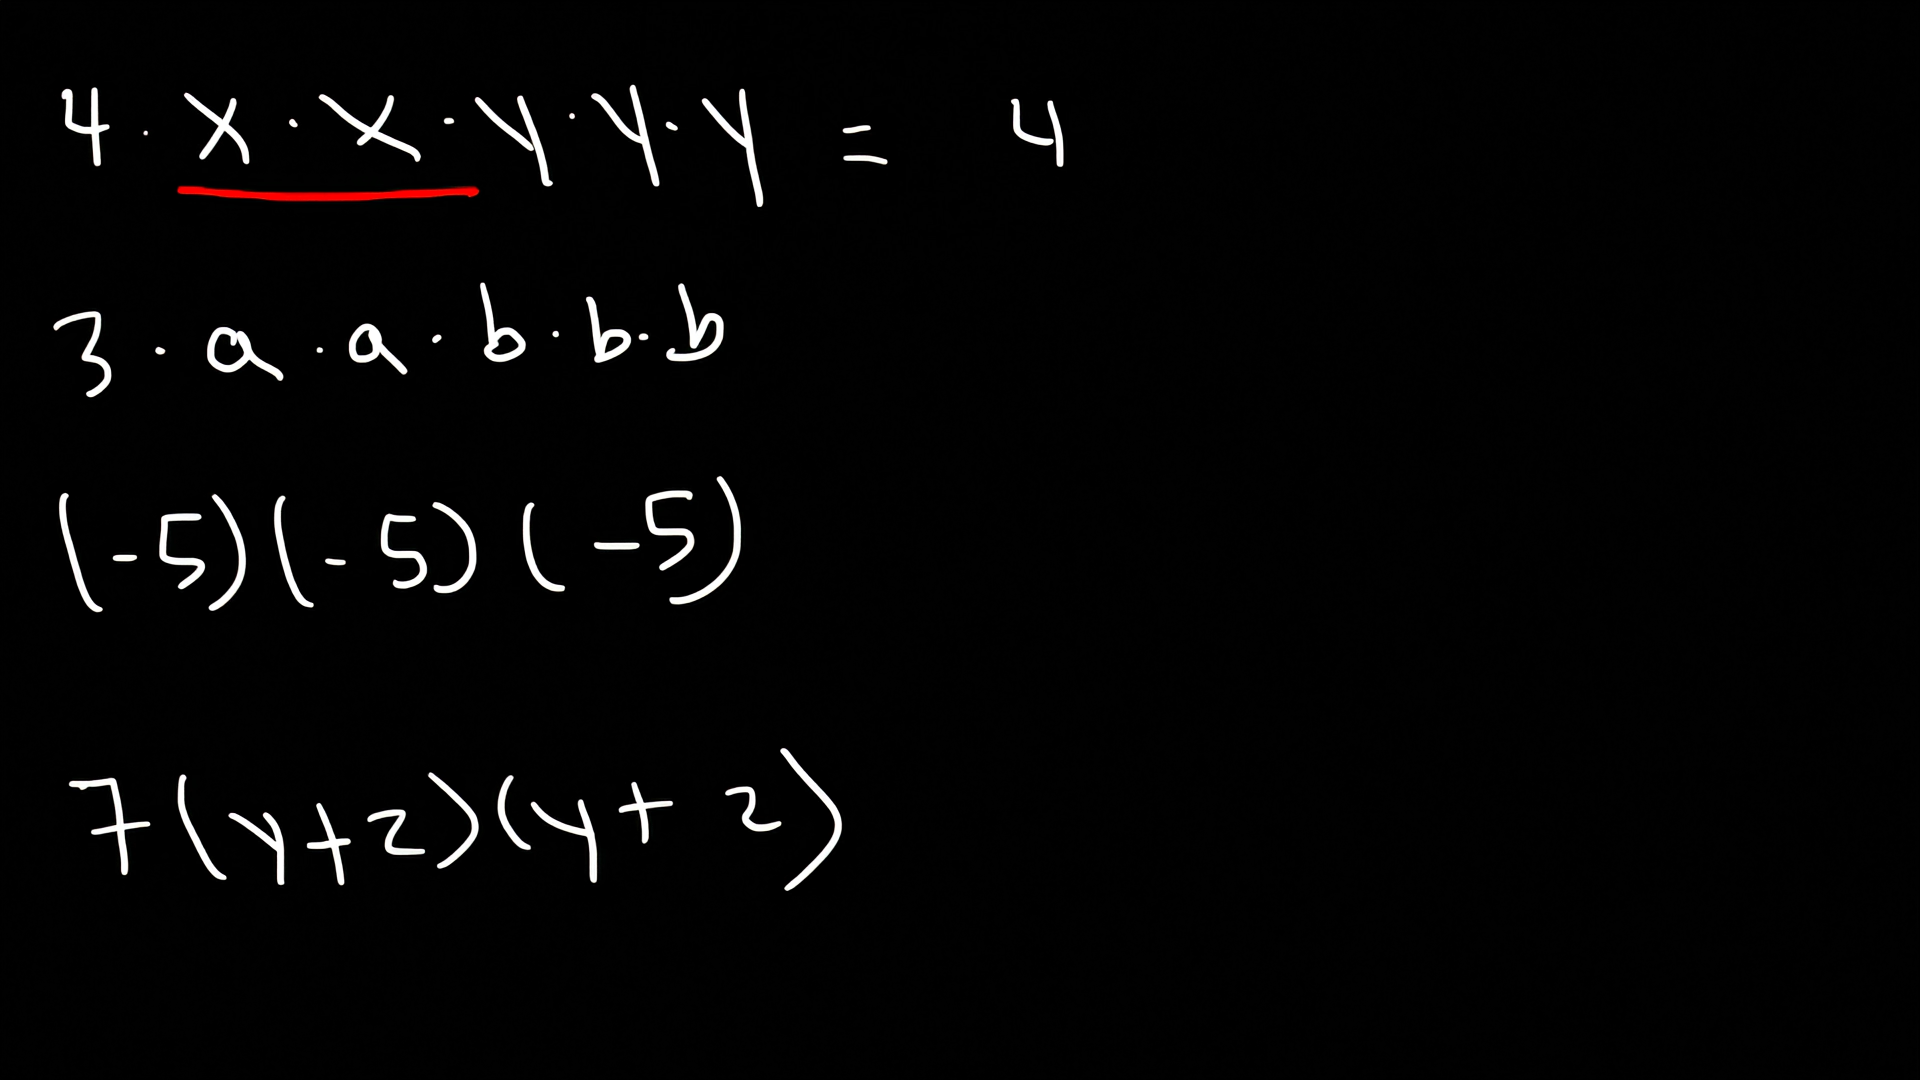 4 · x · x · y · y · y = 4
3 · a · a · b · b · b
(-5)(-5)(-5)
7(y+2)(y+2)